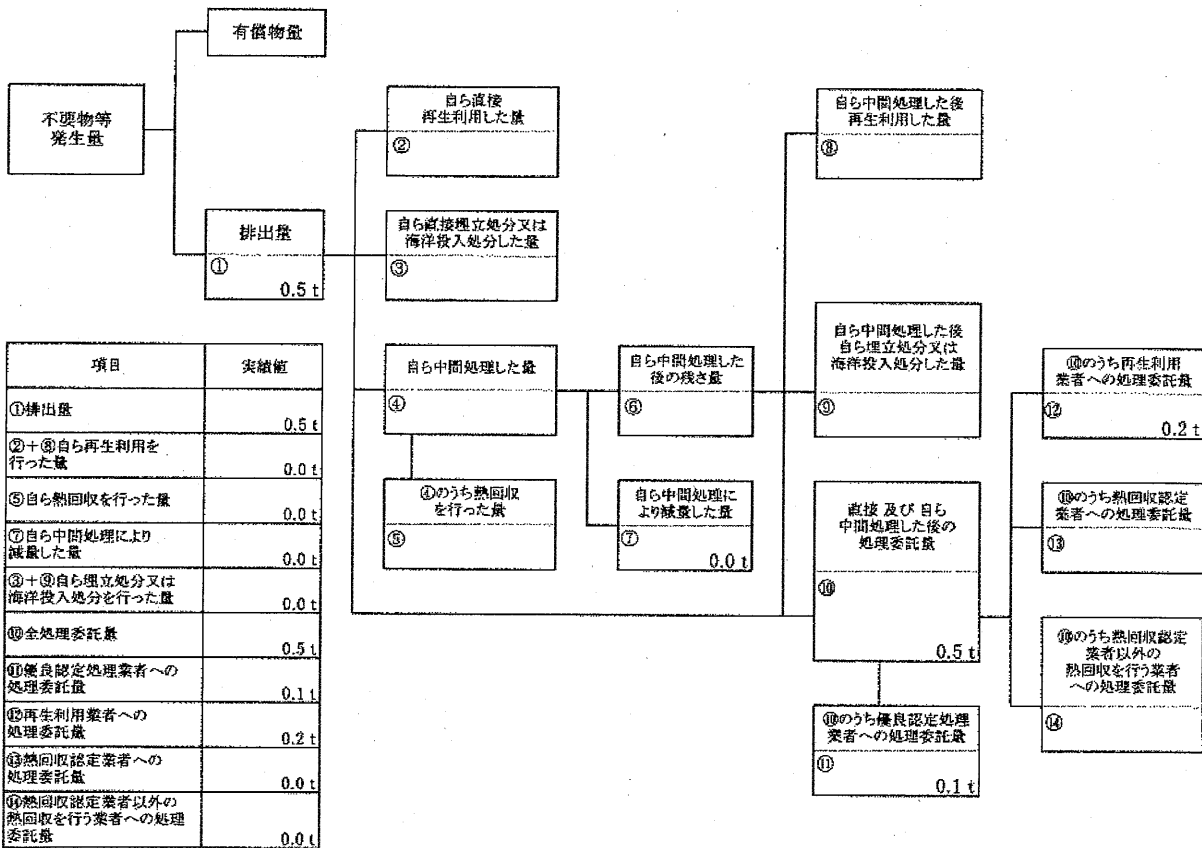 有償物量
不要物等
発生量
排出量
①
0.5 t
自ら直接
再生利用した量
②
自ら直接埋立処分又は
海洋投入処分した量
③
自ら中間処理した量
④
④のうち熱回収
を行った量
⑤
自ら中間処理した
後の残さ量
⑥
自ら中間処理に
より減量した量
⑦
0.0 t
自ら中間処理した後
再生利用した量
⑧
自ら中間処理した後
自ら埋立処分又は
海洋投入処分した量
⑨
直接 及び 自ら
中間処理した後の
処理委託量
⑩
0.5 t
⑩のうち優良認定処理
業者への処理委託量
⑪
0.1 t
⑩のうち再生利用
業者への処理委託量
⑫
0.2 t
⑩のうち熱回収認定
業者への処理委託量
⑬
⑩のうち熱回収認定
業者以外の
熱回収を行う業者
への処理委託量
⑭
項目 実績値
①排出量
0.5 t
②+⑧自ら再生利用を
行った量 0.0 t
⑤自ら熱回収を行った量
0.0 t
⑦自ら中間処理により
減量した量 0.0 t
③+⑨自ら埋立処分又は
海洋投入処分を行った量 0.0 t
⑩全処理委託量
0.5 t
⑪優良認定処理業者への
処理委託量 0.1 t
⑫再生利用業者への
処理委託量 0.2 t
⑬熱回収認定業者への
処理委託量 0.0 t
⑭熱回収認定業者以外の
熱回収を行う業者への処理
委託量 0.0 t